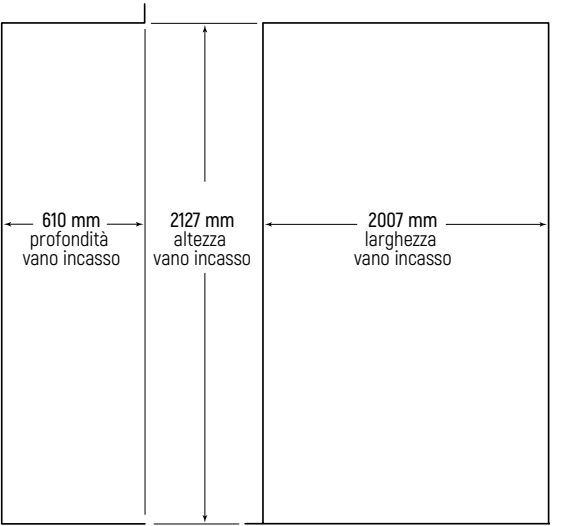 610 mm
profondità
vano incasso
2127 mm
altezza
vano incasso
2007 mm
larghezza
vano incasso